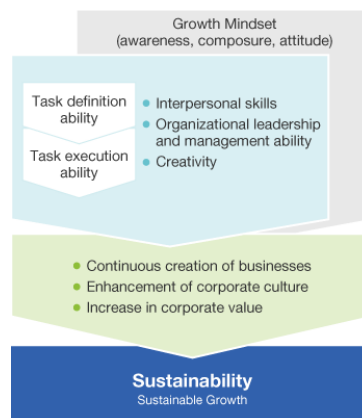 Growth Mindset
(awareness, composure, attitude)
Task definition
ability
Task execution
ability
• Interpersonal skills
• Organizational leadership
and management ability
• Creativity
• Continuous creation of businesses
• Enhancement of corporate culture
• Increase in corporate value
Sustainability
Sustainable Growth